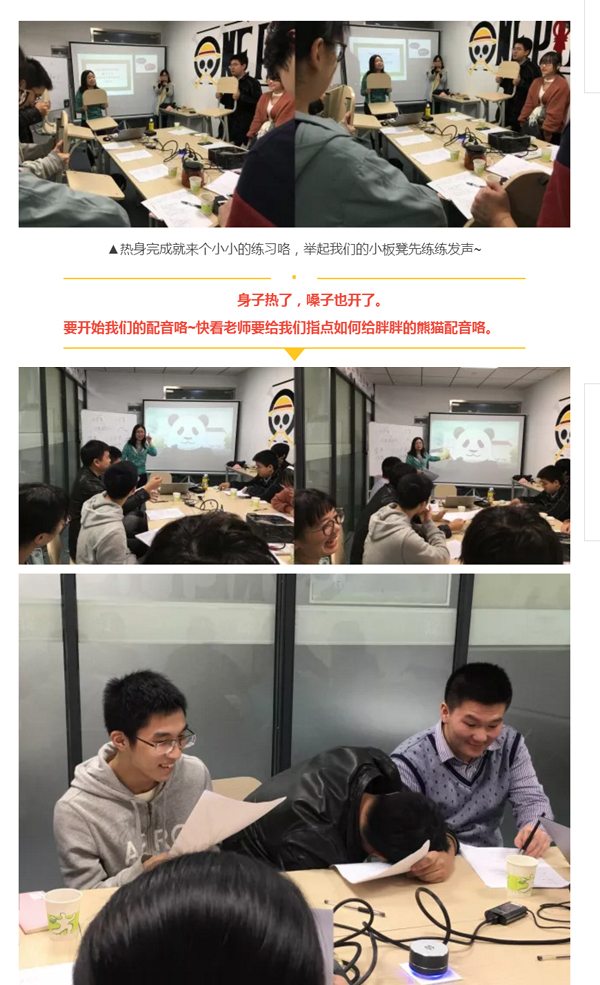 ONE P
▲热身完成就来个小小的练习咯，举起我们的小板凳先练练发声~
身子热了，嗓子也开了。
要开始我们的配音咯~快看老师要给我们指点如何给胖胖的熊猫配音咯。